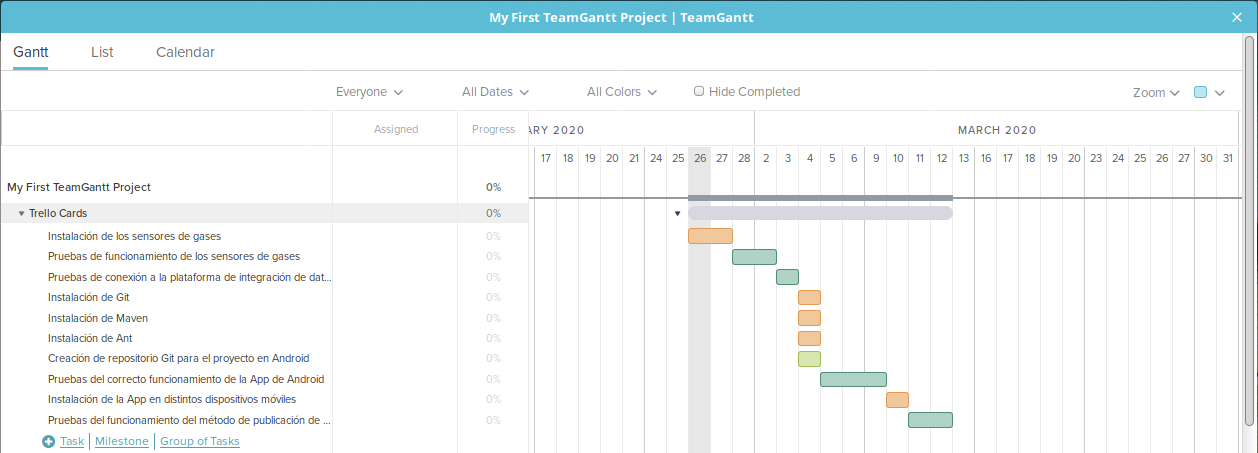 My First TeamGantt Project | TeamGantt ×
Gantt List Calendar
Everyone All Dates All Colors Hide Completed Zoom
Assigned Progress ARY 2020 MARCH 2020
17 18 19 20 21 24 25 26 27 28 2 3 4 5 6 9 10 11 12 13 16 17 18 19 20 23 24 25 26 27 30 31
My First TeamGantt Project 0%
Trello Cards 0%
Instalación de los sensores de gases 0%
Pruebas de funcionamiento de los sensores de gases 0%
Pruebas de conexión a la plataforma de integración de dat... 0%
Instalación de Git 0%
Instalación de Maven 0%
Instalación de Ant 0%
Creación de repositorio Git para el proyecto en Android 0%
Pruebas del correcto funcionamiento de la App de Android 0%
Instalación de la App en distintos dispositivos móviles 0%
Pruebas del funcionamiento del método de publicación de ... 0%
Task | Milestone | Group of Tasks